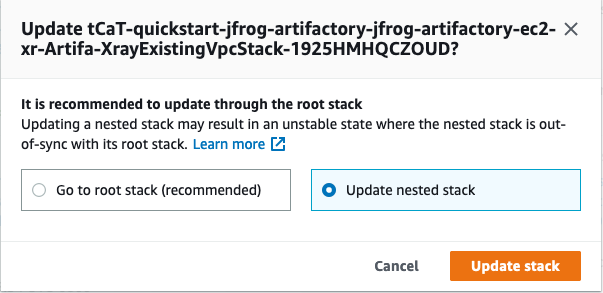 Update tCaT-quickstart-jfrog-artifactory-jfrog-artifactory-ec2-
xr-Artifa-XrayExistingVpcStack-1925HMHQCZOUD?
It is recommended to update through the root stack
Updating a nested stack may result in an unstable state where the nested stack is out-
of-sync with its root stack. Learn more
Go to root stack (recommended)
Update nested stack
Cancel
Update stack